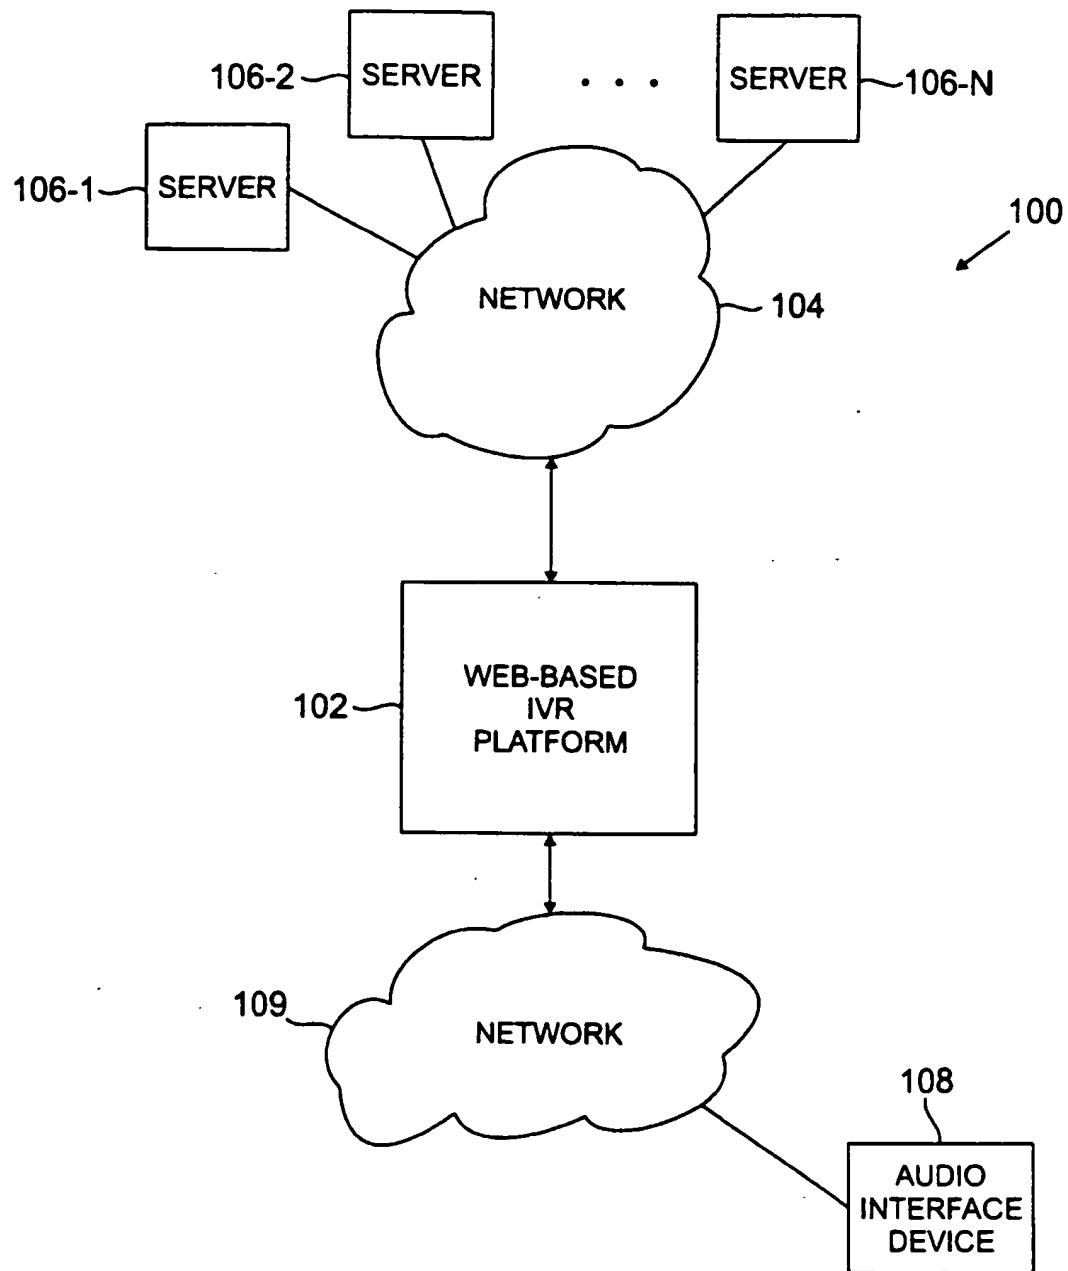 106-2
SERVER
. . .
SERVER
106-N
106-1
SERVER
100
NETWORK
104
102
WEB-BASED
IVR
PLATFORM
109
NETWORK
108
AUDIO
INTERFACE
DEVICE